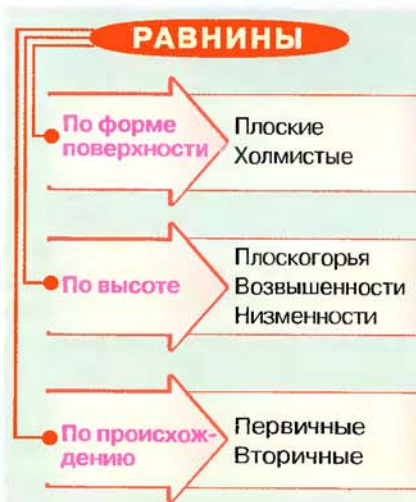 РАВНИНЫ
По форме
поверхности
Плоские
Холмистые
По высоте
Плоскогорья
Возвышенности
Низменности
По происхож-
дению
Первичные
Вторичные